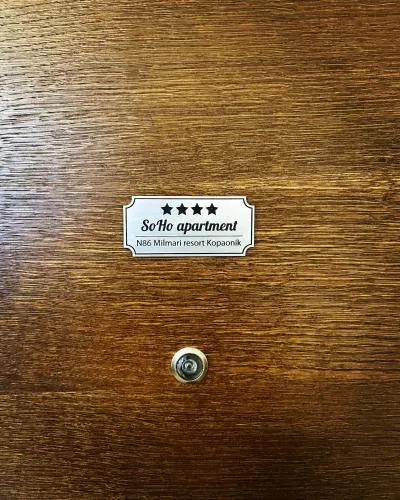 ★★★★
SoHo apartment
N86 Milmari resort Kopaonik